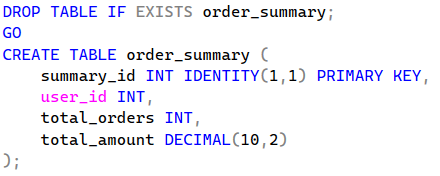 DROP TABLE IF EXISTS order_summary;
GO
CREATE TABLE order_summary (
    summary_id INT IDENTITY(1,1) PRIMARY KEY,
    user_id INT,
    total_orders INT,
    total_amount DECIMAL(10,2)
);